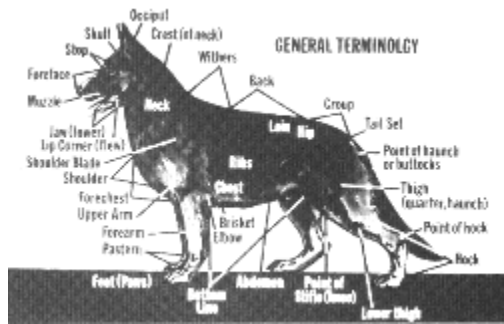 Occiput
Skull
Crest (of neck)
Stop
Withers
GENERAL TERMINOLGY
Foreface
Back
Muzzle
Neck
Croup
Loin
Hip
Tail Set
Jaw (lower)
Lip Corner (flew)
Point of haunch
or buttocks
Shoulder Blade
Shoulder
Ribs
Forechest
Chest
Thigh
(quarter, haunch)
Upper Arm
Brisket
Elbow
Point of hock
Forearm
Pastern
Hock
Feet (Paws)
Bottom
Line
Abdomen
Point of
Stifle (knee)
Lower thigh